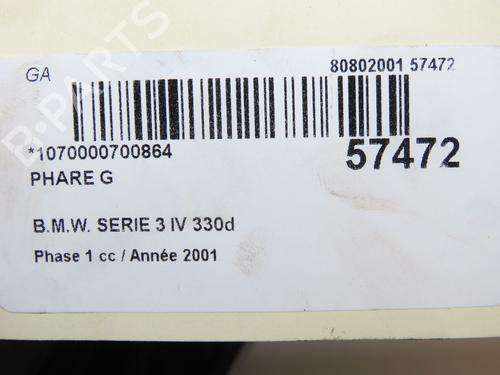 GA
80802001 57472
*1070000700864
57472
PHARE G
B.M.W. SERIE 3 IV 330d
Phase 1 cc / Année 2001
B-PARTS